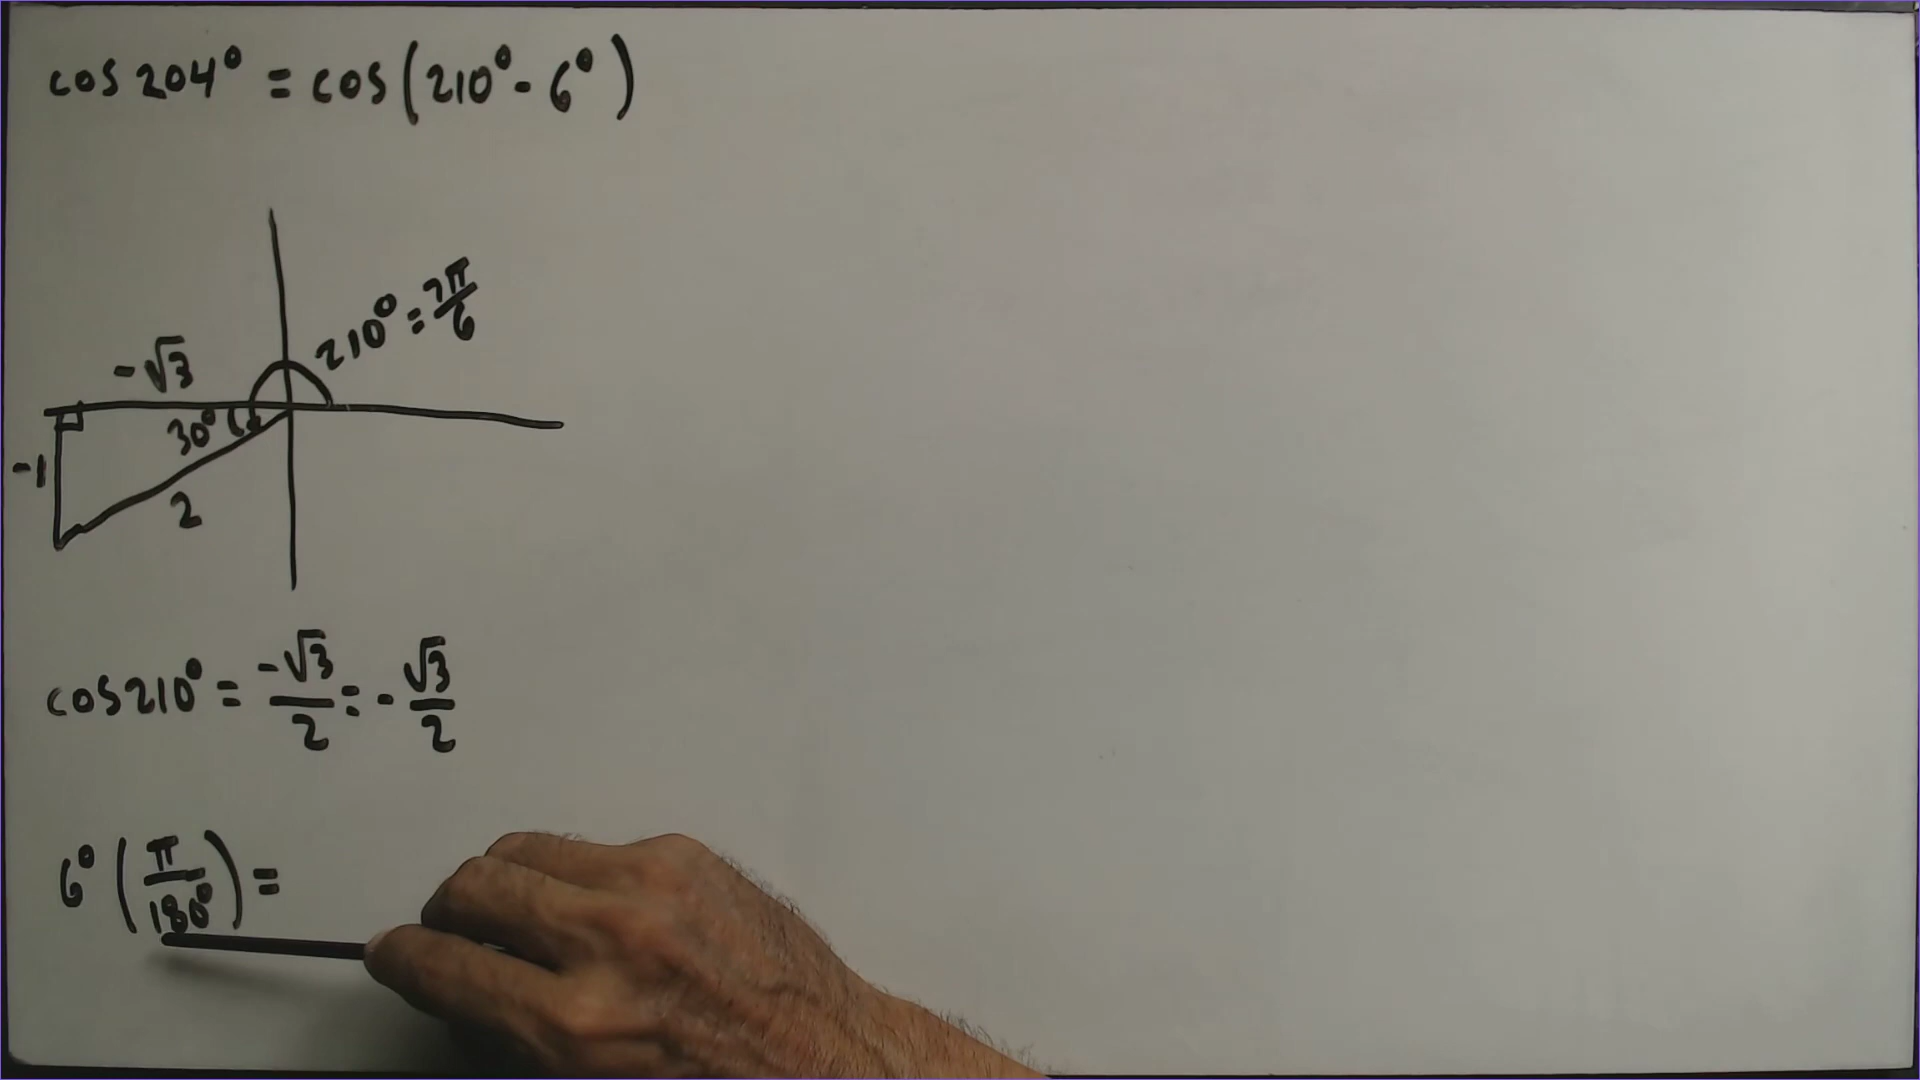 cos 204° = cos(210° - 6°)
210° = 7π/6
-√3
30°
-1
2
cos 210° = -√3/2 = -√3/2
6° (π/180°) =